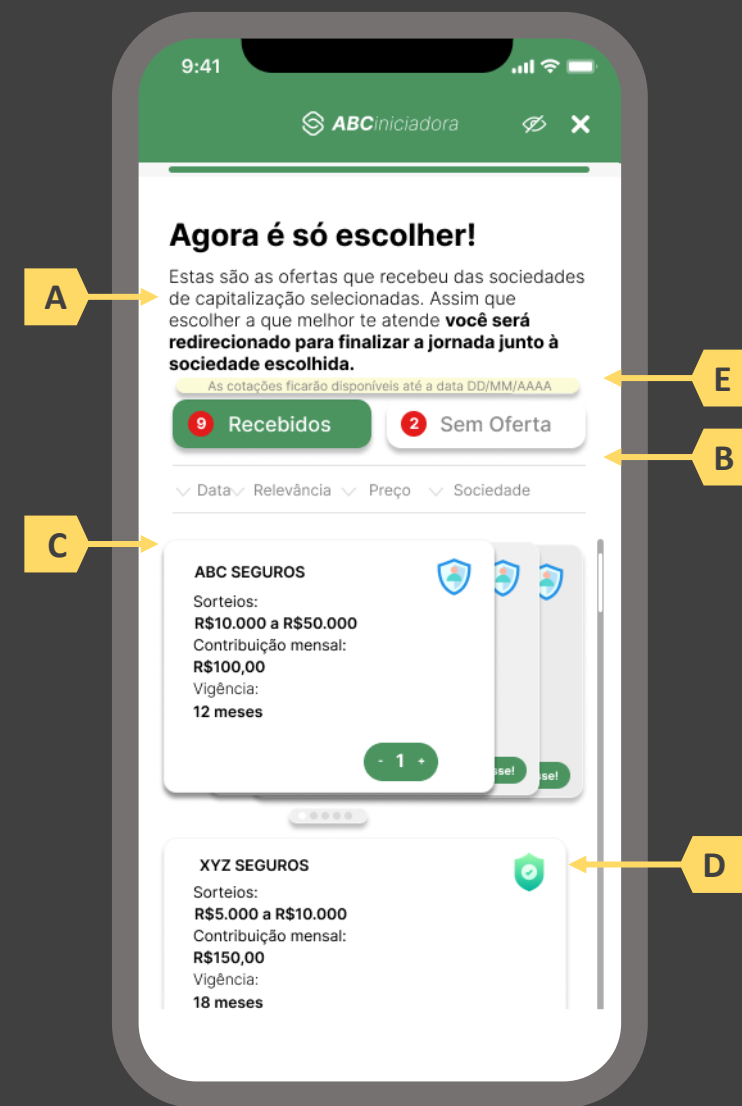 9:41
ABCiniciadora
Agora é só escolher!
Estas são as ofertas que recebeu das sociedades
de capitalização selecionadas. Assim que
escolher a que melhor te atende você será
redirecionado para finalizar a jornada junto à
sociedade escolhida.
As cotações ficarão disponíveis até a data DD/MM/AAAA
9 Recebidos
2 Sem Oferta
Data Relevância Preço Sociedade
ABC SEGUROS
Sorteios:
R$10.000 a R$50.000
Contribuição mensal:
R$100,00
Vigência:
12 meses
- 1 +
sse!
sse!
XYZ SEGUROS
Sorteios:
R$5.000 a R$10.000
Contribuição mensal:
R$150,00
Vigência:
18 meses
A
E
B
C
D